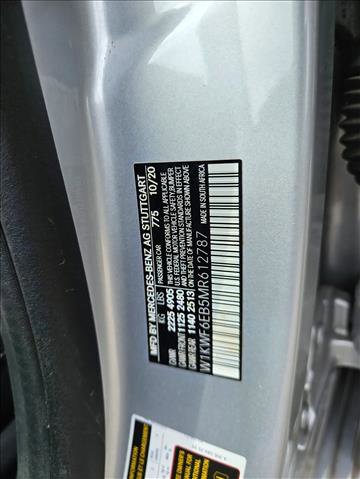 MFD BY MERCEDES-BENZ AG STUTTGART
PASSENGER CAR 775 10/20
KG LBS
THIS VEHICLE CONFORMS TO ALL APPLICABLE
GMR 2225 4905 U.S. FEDERAL MOTOR VEHICLE SAFETY, BUMPER
GAWR/FRONT 1125 2480 AND THEFT PREVENTION STANDARDS IN EFFECT
GAWR/REAR 1140 2513 ON THE DATE OF MANUFACTURE SHOWN ABOVE
W1KWF6EB5MR612787
MADE IN SOUTH AFRICA